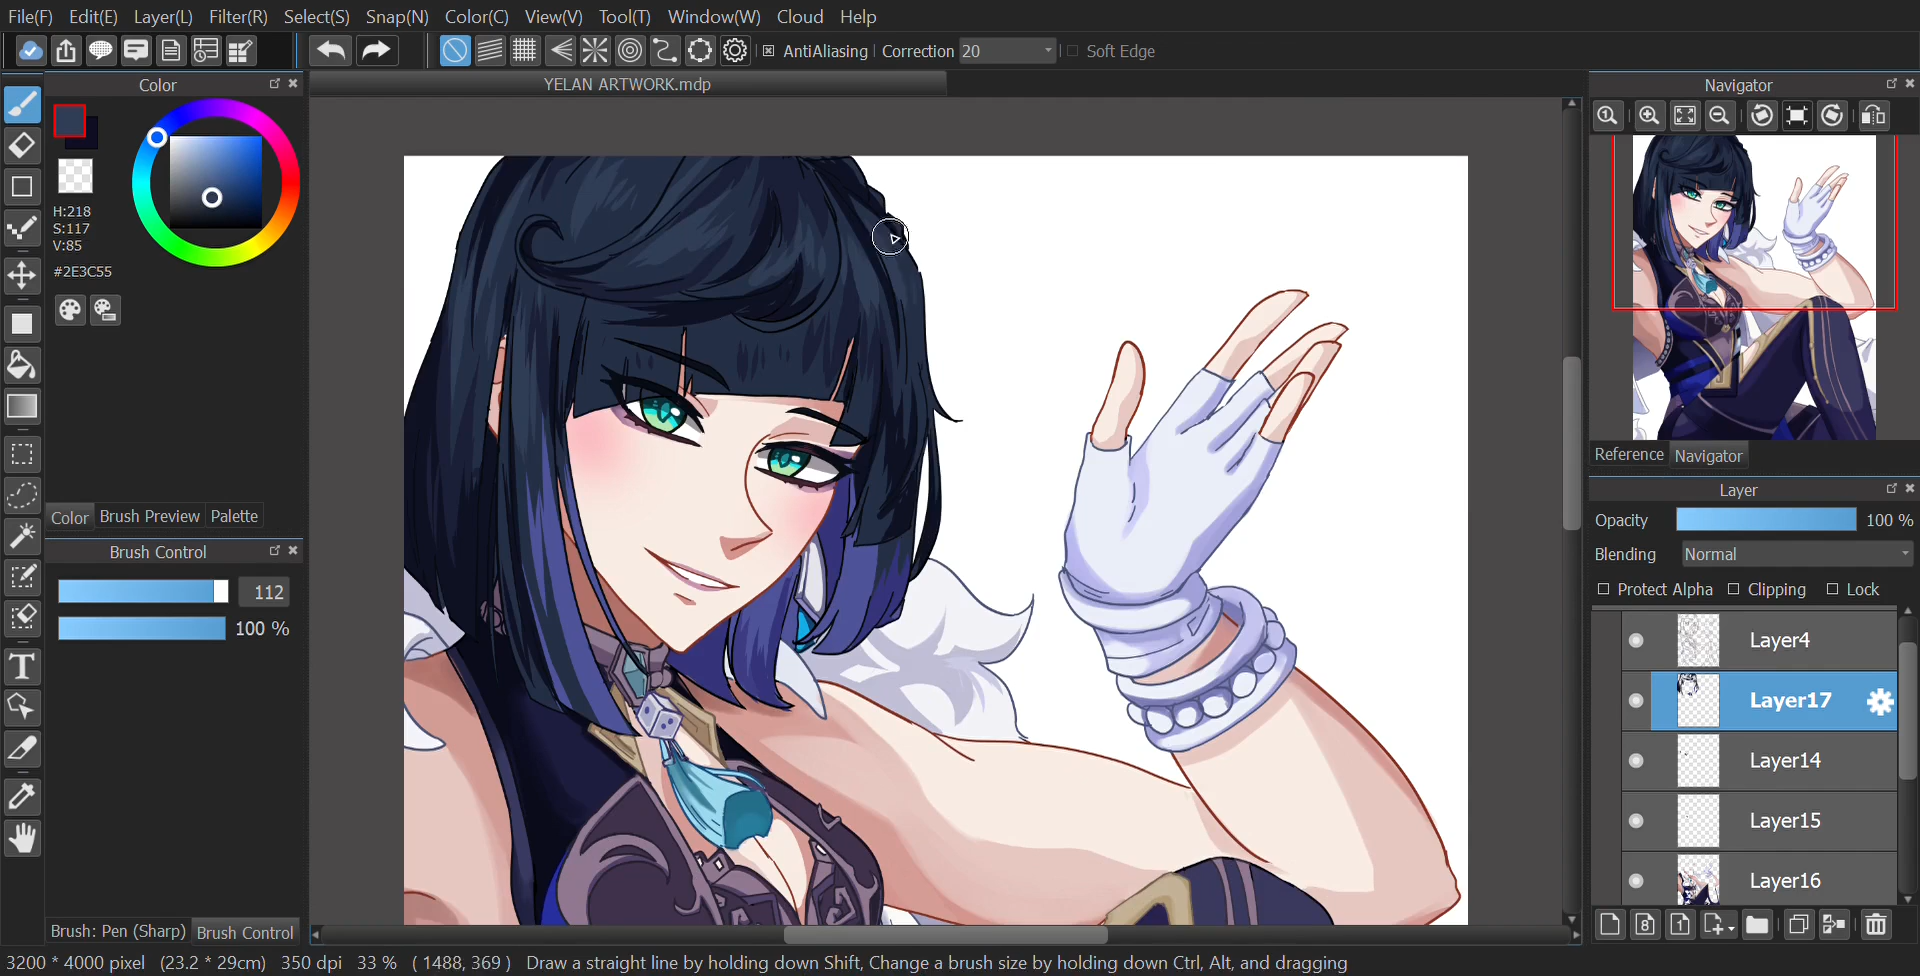 File(F) Edit(E) Layer(L) Filter(R) Select(S) Snap(N) Color(C) View(V) Tool(T) Window(W) Cloud Help
AntiAliasing Correction 20 Soft Edge
Color
YELAN ARTWORK.mdp
Navigator
H:218
S:117
V:85
#2E3C55
Reference Navigator
Layer
Opacity 100 %
Color Brush Preview Palette
Brush Control
Blending Normal
112
Protect Alpha Clipping Lock
100 %
Layer4
Layer17
Layer14
Layer15
Layer16
Brush: Pen (Sharp) Brush Control
3200 * 4000 pixel (23.2 * 29cm) 350 dpi 33 % ( 1488, 369 ) Draw a straight line by holding down Shift, Change a brush size by holding down Ctrl, Alt, and dragging